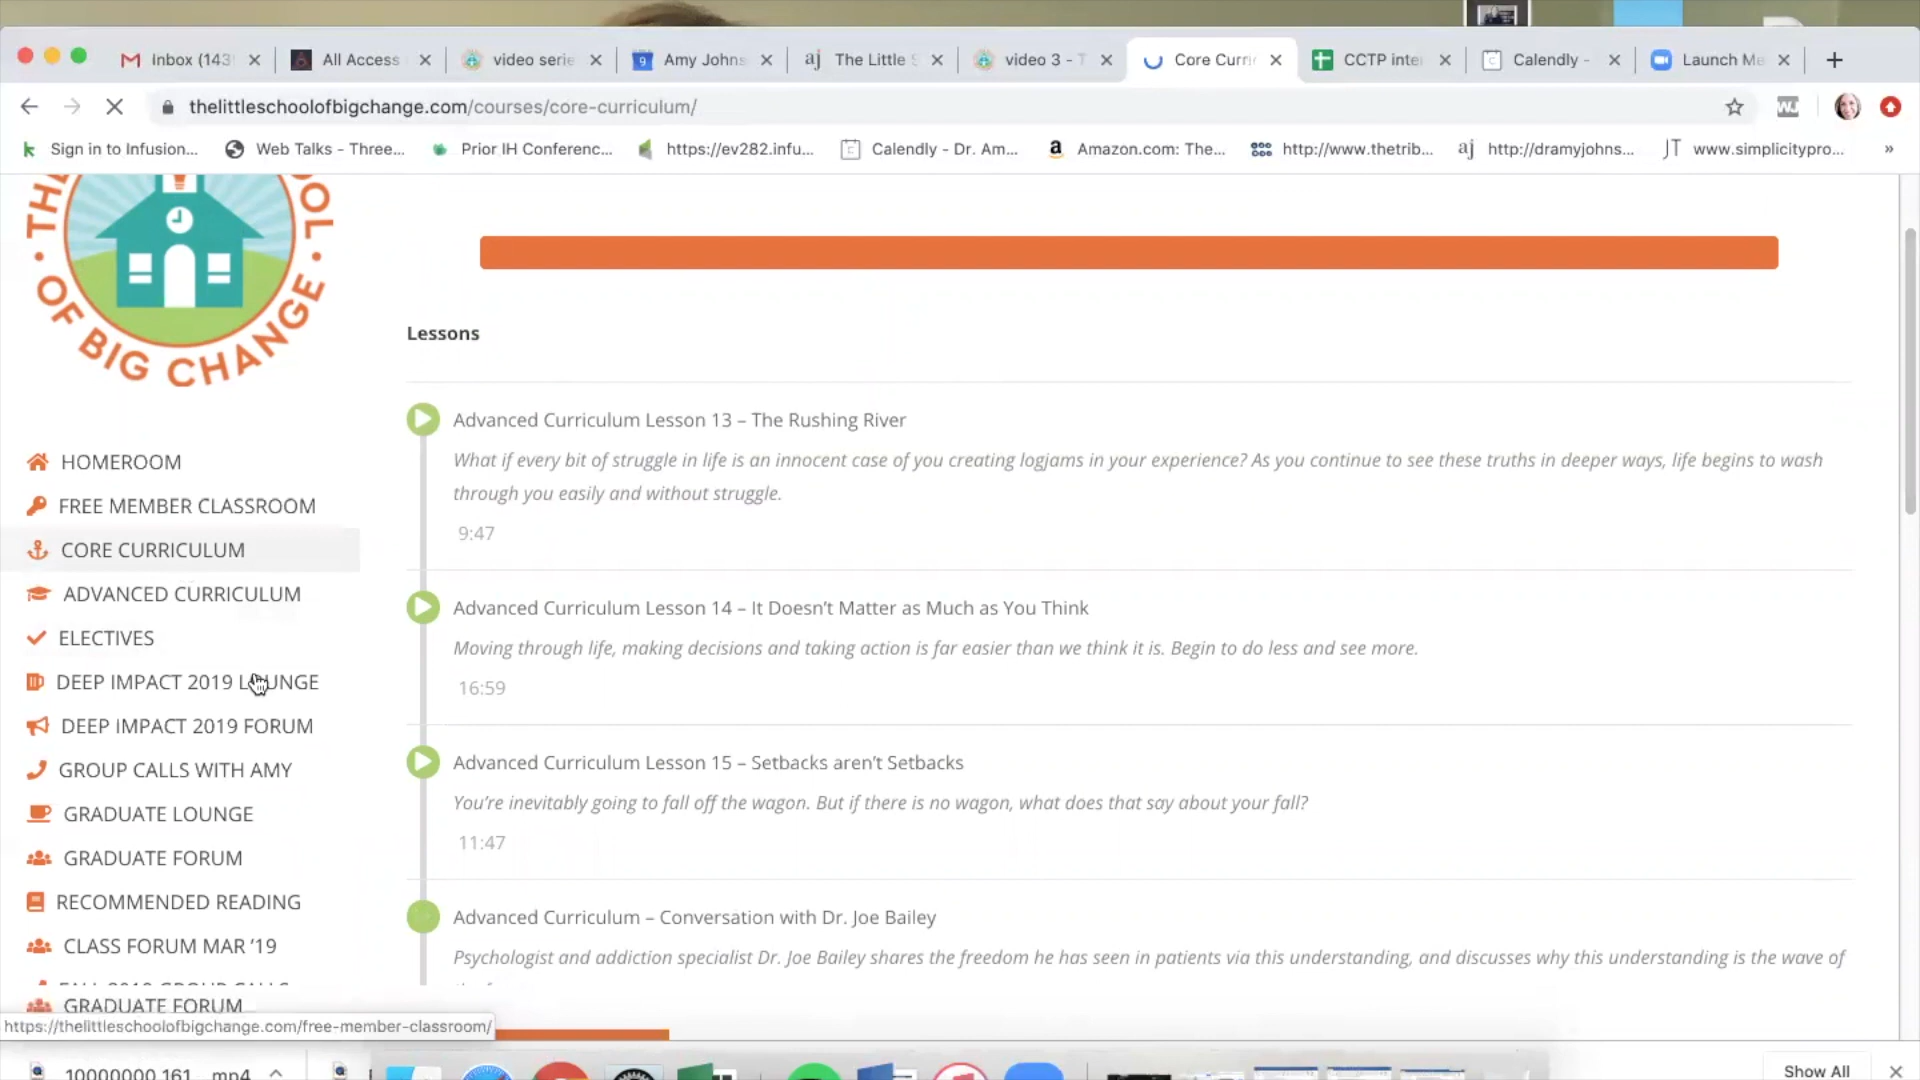 Inbox (143
All Access
video serie
Amy Johns
aj The Little S
video 3 - T
Core Curri
CCTP inte
Calendly -
Launch Me
thelittleschoolofbigchange.com/courses/core-curriculum/
Sign in to Infusion...
Web Talks - Three...
Prior IH Conferenc...
https://ev282.infu...
Calendly - Dr. Am...
Amazon.com: The...
http://www.thetrib...
aj http://dramyjohns...
JT www.simplicitypro...
»
OF BIG CHANGE
Lessons
Advanced Curriculum Lesson 13 – The Rushing River
What if every bit of struggle in life is an innocent case of you creating logjams in your experience? As you continue to see these truths in deeper ways, life begins to wash
through you easily and without struggle.
9:47
Advanced Curriculum Lesson 14 – It Doesn't Matter as Much as You Think
Moving through life, making decisions and taking action is far easier than we think it is. Begin to do less and see more.
16:59
Advanced Curriculum Lesson 15 – Setbacks aren't Setbacks
You're inevitably going to fall off the wagon. But if there is no wagon, what does that say about your fall?
11:47
Advanced Curriculum – Conversation with Dr. Joe Bailey
Psychologist and addiction specialist Dr. Joe Bailey shares the freedom he has seen in patients via this understanding, and discusses why this understanding is the wave of
HOMEROOM
FREE MEMBER CLASSROOM
CORE CURRICULUM
ADVANCED CURRICULUM
ELECTIVES
DEEP IMPACT 2019 LOUNGE
DEEP IMPACT 2019 FORUM
GROUP CALLS WITH AMY
GRADUATE LOUNGE
GRADUATE FORUM
RECOMMENDED READING
CLASS FORUM MAR '19
GRADUATE FORUM
https://thelittleschoolofbigchange.com/free-member-classroom/
10000000_161....mp4
Show All